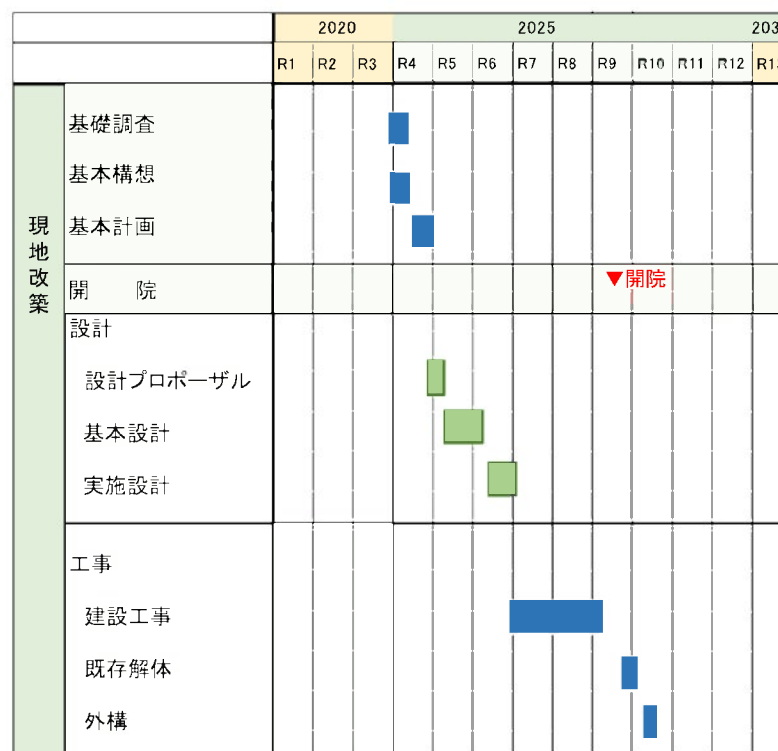 2020 2025 203
R1 R2 R3 R4 R5 R6 R7 R8 R9 R10 R11 R12 R13
現地改築
基礎調査
基本構想
基本計画
開 院 ▼開院
設計
設計プロポーザル
基本設計
実施設計
工事
建設工事
既存解体
外構